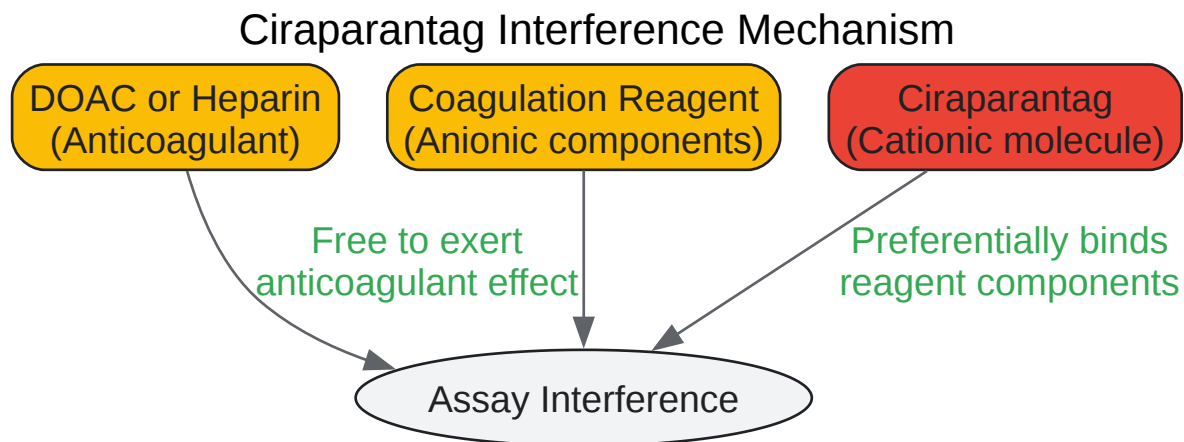 Ciraparantag Interference Mechanism
DOAC or Heparin
(Anticoagulant)
Coagulation Reagent
(Anionic components)
Ciraparantag
(Cationic molecule)
Free to exert
anticoagulant effect
Preferentially binds
reagent components
Assay Interference